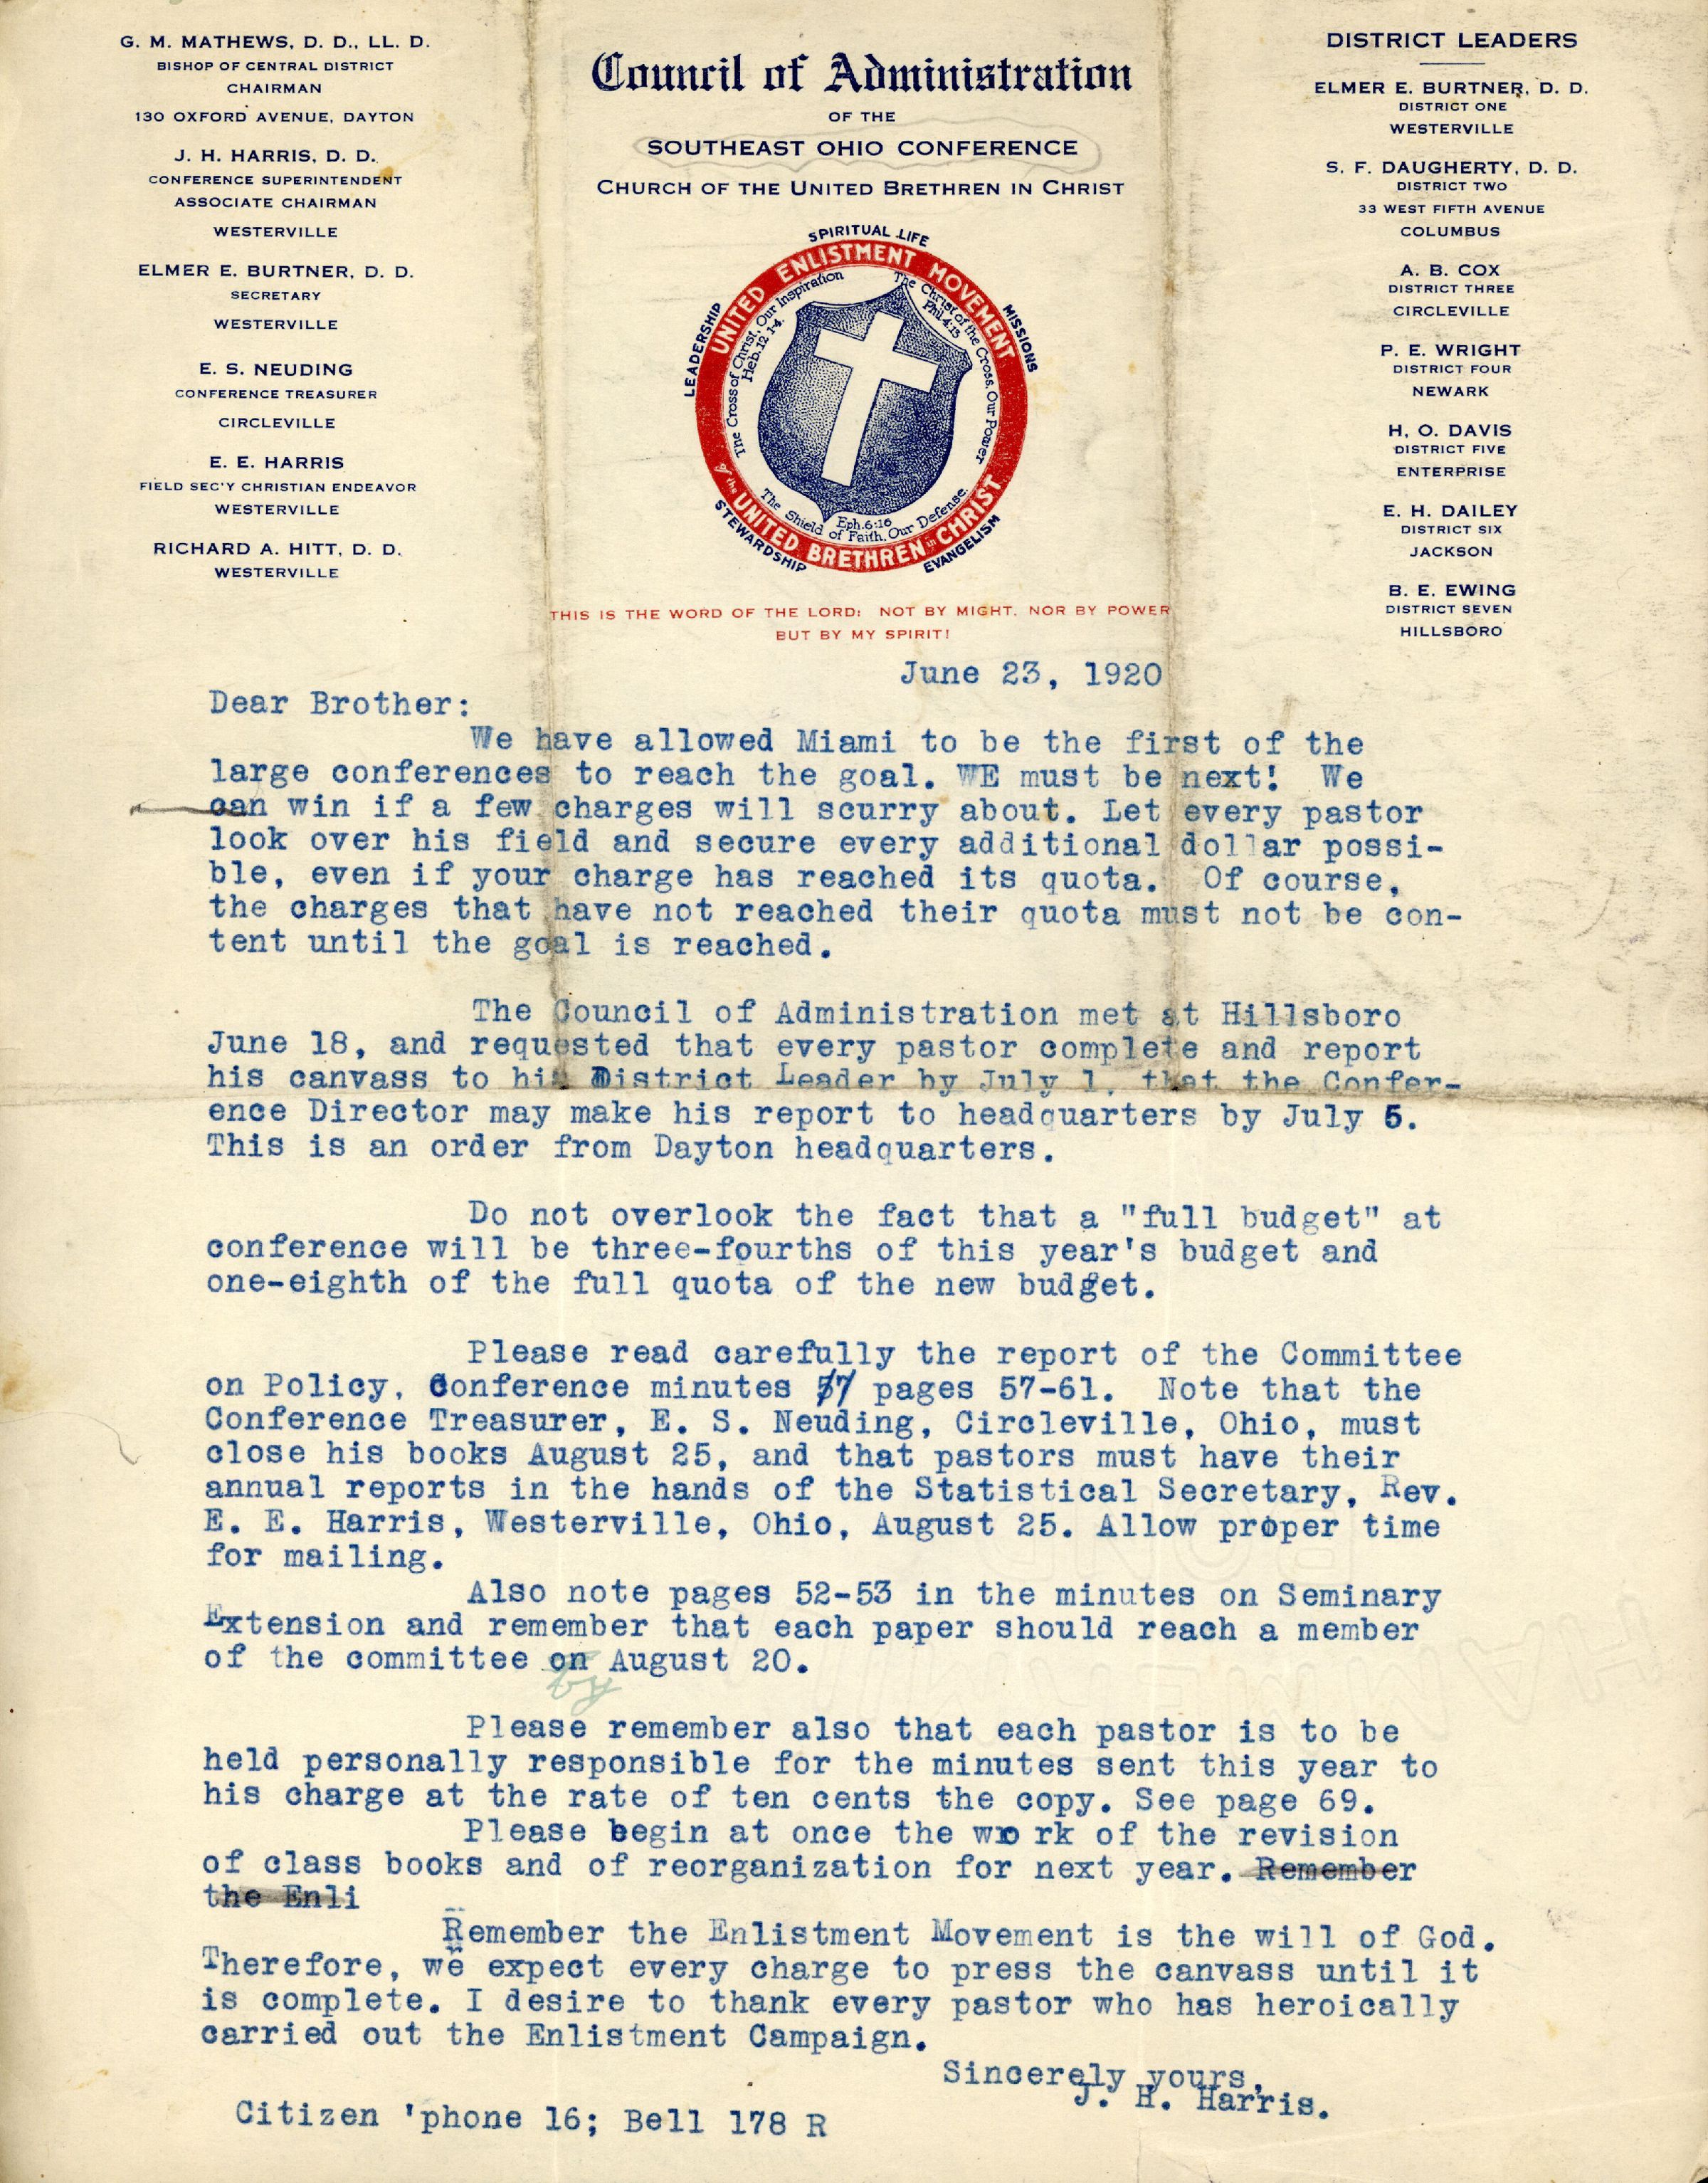 G. M. MATHEWS, D. D., LL. D.
BISHOP OF CENTRAL DISTRICT
CHAIRMAN
130 OXFORD AVENUE, DAYTON
J. H. HARRIS, D. D.
CONFERENCE SUPERINTENDENT
ASSOCIATE CHAIRMAN
WESTERVILLE
ELMER E. BURTNER, D. D.
SECRETARY
WESTERVILLE
E. S. NEUDING
CONFERENCE TREASURER
CIRCLEVILLE
E. E. HARRIS
FIELD SEC'Y CHRISTIAN ENDEAVOR
WESTERVILLE
RICHARD A. HITT, D. D.
WESTERVILLE
Council of Administration
OF THE
SOUTHEAST OHIO CONFERENCE
CHURCH OF THE UNITED BRETHREN IN CHRIST
SPIRITUAL LIFE
LEADERSHIP
MISSIONS
STEWARDSHIP
EVANGELISM
UNITED ENLISTMENT MOVEMENT
of the UNITED BRETHREN in CHRIST
The Cross of Christ, Our Inspiration
Heb. 12 1-4.
The Christ of the Cross, Our Power
Phil. 4:13
The Shield of Faith, Our Defense.
Eph. 6:16
THIS IS THE WORD OF THE LORD: NOT BY MIGHT, NOR BY POWER
BUT BY MY SPIRIT!
DISTRICT LEADERS
ELMER E. BURTNER, D. D.
DISTRICT ONE
WESTERVILLE
S. F. DAUGHERTY, D. D.
DISTRICT TWO
33 WEST FIFTH AVENUE
COLUMBUS
A. B. COX
DISTRICT THREE
CIRCLEVILLE
P. E. WRIGHT
DISTRICT FOUR
NEWARK
H. O. DAVIS
DISTRICT FIVE
ENTERPRISE
E. H. DAILEY
DISTRICT SIX
JACKSON
B. E. EWING
DISTRICT SEVEN
HILLSBORO
June 23, 1920
Dear Brother:
We have allowed Miami to be the first of the
large conferences to reach the goal. WE must be next! We
can win if a few charges will scurry about. Let every pastor
look over his field and secure every additional dollar possi-
ble, even if your charge has reached its quota. Of course,
the charges that have not reached their quota must not be con-
tent until the goal is reached.
The Council of Administration met at Hillsboro
June 18, and requested that every pastor complete and report
his canvass to his District Leader by July 1, that the Confer-
ence Director may make his report to headquarters by July 5.
This is an order from Dayton headquarters.
Do not overlook the fact that a "full budget" at
conference will be three-fourths of this year's budget and
one-eighth of the full quota of the new budget.
Please read carefully the report of the Committee
on Policy, Conference minutes pages 57-61. Note that the
Conference Treasurer, E. S. Neuding, Circleville, Ohio, must
close his books August 25, and that pastors must have their
annual reports in the hands of the Statistical Secretary, Rev.
E. E. Harris, Westerville, Ohio, August 25. Allow proper time
for mailing.
Also note pages 52-53 in the minutes on Seminary
Extension and remember that each paper should reach a member
of the committee on August 20.
by
Please remember also that each pastor is to be
held personally responsible for the minutes sent this year to
his charge at the rate of ten cents the copy. See page 69.
Please begin at once the wo rk of the revision
of class books and of reorganization for next year. Remember
the Enli
Remember the Enlistment Movement is the will of God.
Therefore, we expect every charge to press the canvass until it
is complete. I desire to thank every pastor who has heroically
carried out the Enlistment Campaign.
Sincerely yours,
J. H. Harris.
Citizen 'phone 16; Bell 178 R